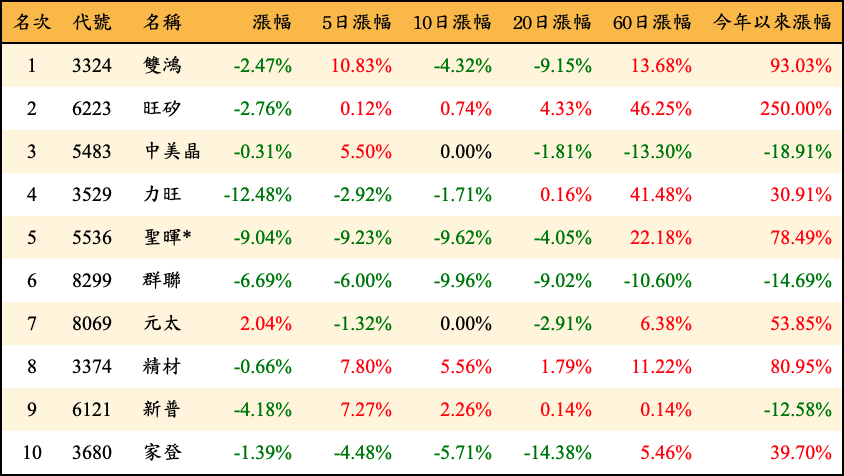 名次 代號 名稱 漲幅 5日漲幅 10日漲幅 20日漲幅 60日漲幅 今年以來漲幅
1 3324 雙鴻 -2.47% 10.83% -4.32% -9.15% 13.68% 93.03%
2 6223 旺矽 -2.76% 0.12% 0.74% 4.33% 46.25% 250.00%
3 5483 中美晶 -0.31% 5.50% 0.00% -1.81% -13.30% -18.91%
4 3529 力旺 -12.48% -2.92% -1.71% 0.16% 41.48% 30.91%
5 5536 聖暉* -9.04% -9.23% -9.62% -4.05% 22.18% 78.49%
6 8299 群聯 -6.69% -6.00% -9.96% -9.02% -10.60% -14.69%
7 8069 元太 2.04% -1.32% 0.00% -2.91% 6.38% 53.85%
8 3374 精材 -0.66% 7.80% 5.56% 1.79% 11.22% 80.95%
9 6121 新普 -4.18% 7.27% 2.26% 0.14% 0.14% -12.58%
10 3680 家登 -1.39% -4.48% -5.71% -14.38% 5.46% 39.70%